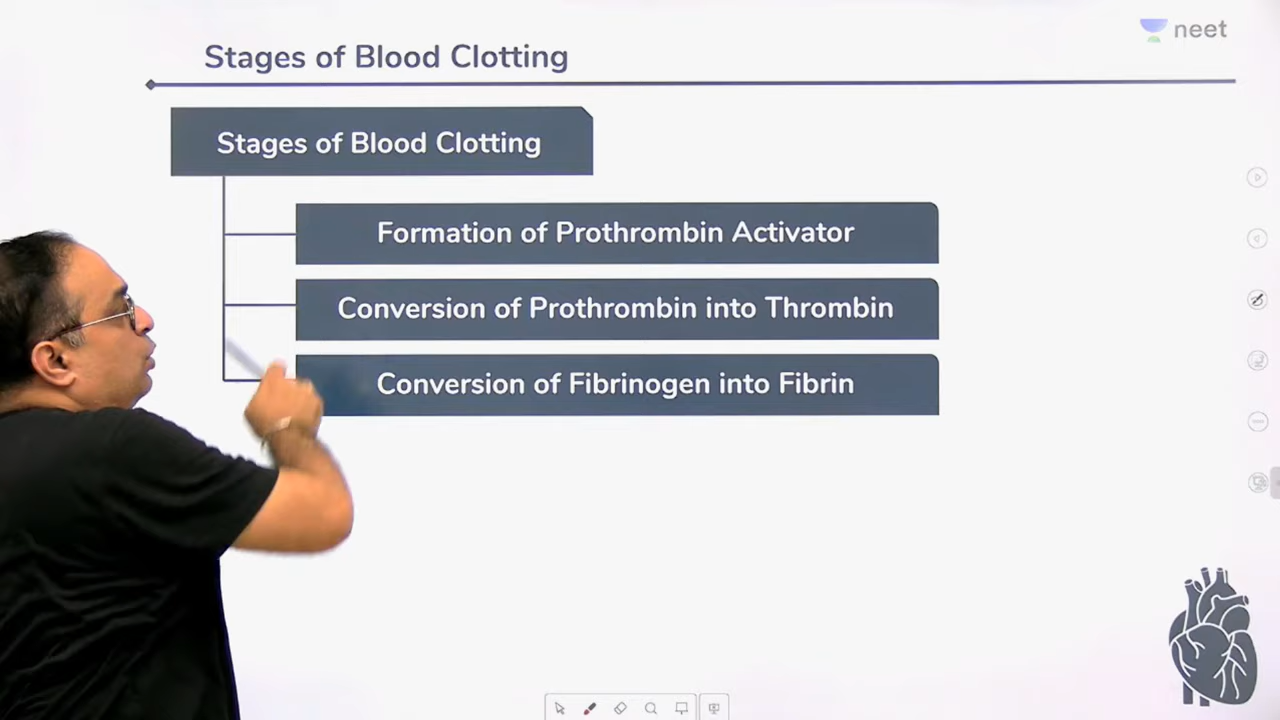 neet
Stages of Blood Clotting
Stages of Blood Clotting
Formation of Prothrombin Activator
Conversion of Prothrombin into Thrombin
Conversion of Fibrinogen into Fibrin